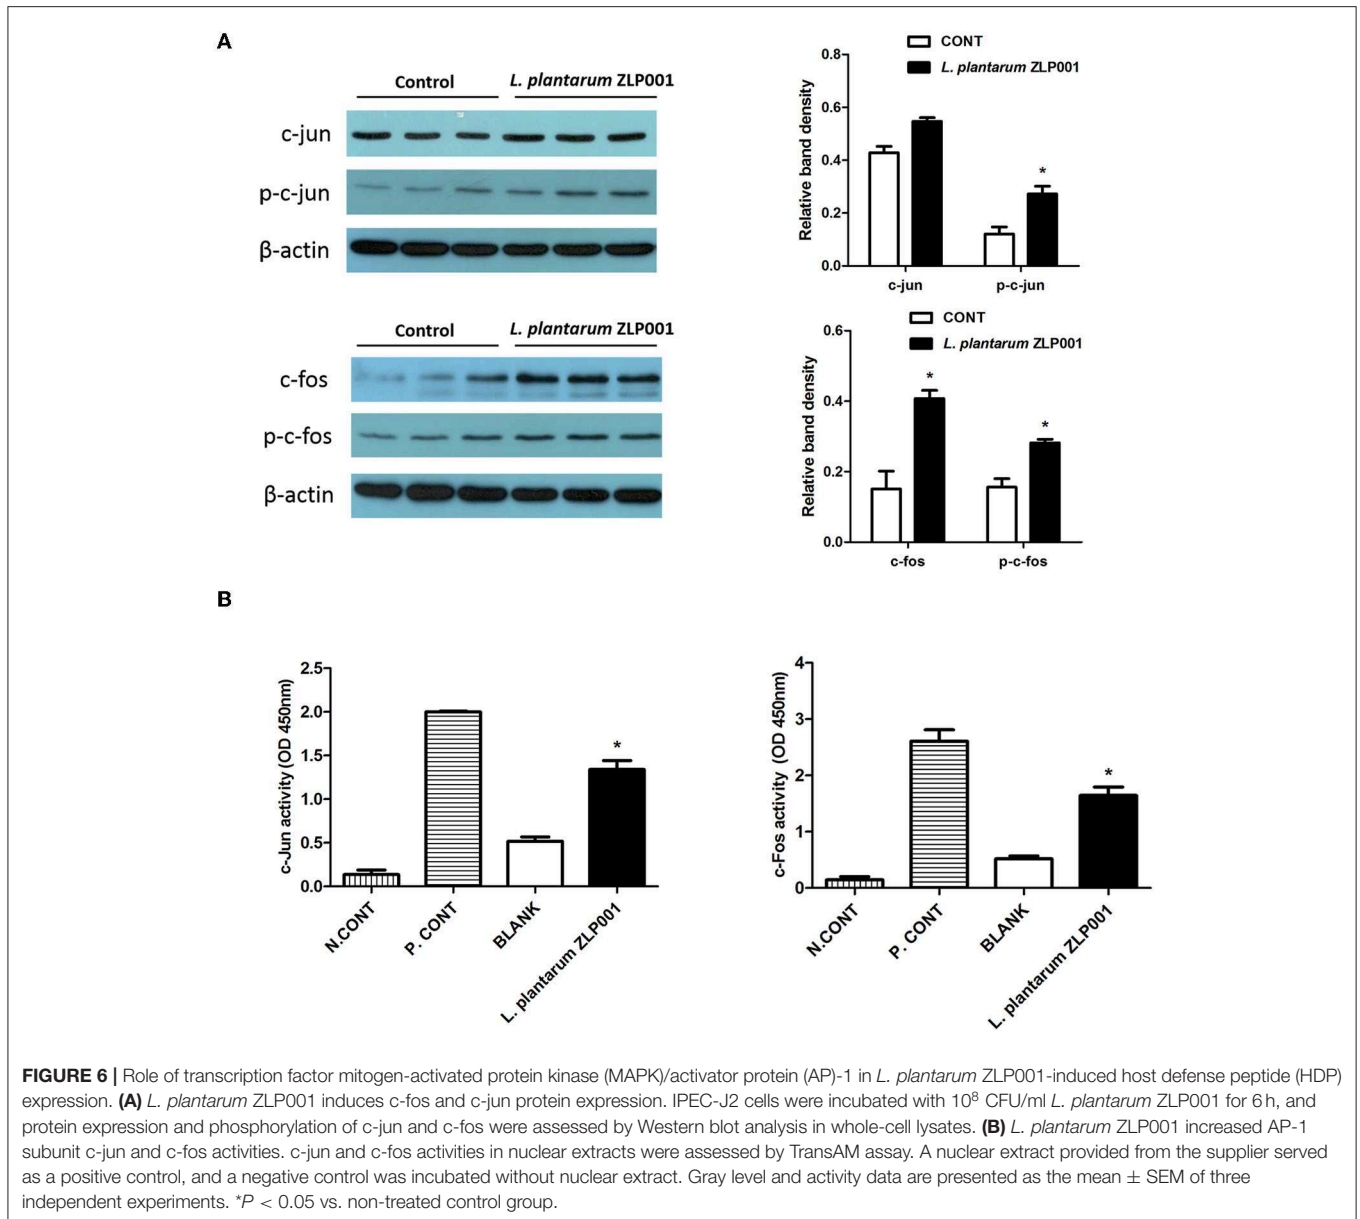 A
Control
L. plantarum ZLP001
c-jun
p-c-jun
β-actin
CONT
L. plantarum ZLP001
Relative band density
0.8
0.6
0.4
0.2
0.0
*
c-jun
p-c-jun
Control
L. plantarum ZLP001
c-fos
p-c-fos
β-actin
CONT
L. plantarum ZLP001
Relative band density
0.6
0.4
0.2
0.0
*
*
c-fos
p-c-fos
B
c-Jun activity (OD 450nm)
2.5
2.0
1.5
1.0
0.5
0.0
*
N.CONT
P. CONT
BLANK
L. plantarum ZLP001
c-Fos activity (OD 450nm)
4
3
2
1
0
*
N.CONT
P. CONT
BLANK
L. plantarum ZLP001
FIGURE 6 | Role of transcription factor mitogen-activated protein kinase (MAPK)/activator protein (AP)-1 in L. plantarum ZLP001-induced host defense peptide (HDP)
expression. (A) L. plantarum ZLP001 induces c-fos and c-jun protein expression. IPEC-J2 cells were incubated with 10⁸ CFU/ml L. plantarum ZLP001 for 6 h, and
protein expression and phosphorylation of c-jun and c-fos were assessed by Western blot analysis in whole-cell lysates. (B) L. plantarum ZLP001 increased AP-1
subunit c-jun and c-fos activities. c-jun and c-fos activities in nuclear extracts were assessed by TransAM assay. A nuclear extract provided from the supplier served
as a positive control, and a negative control was incubated without nuclear extract. Gray level and activity data are presented as the mean ± SEM of three
independent experiments. *P < 0.05 vs. non-treated control group.